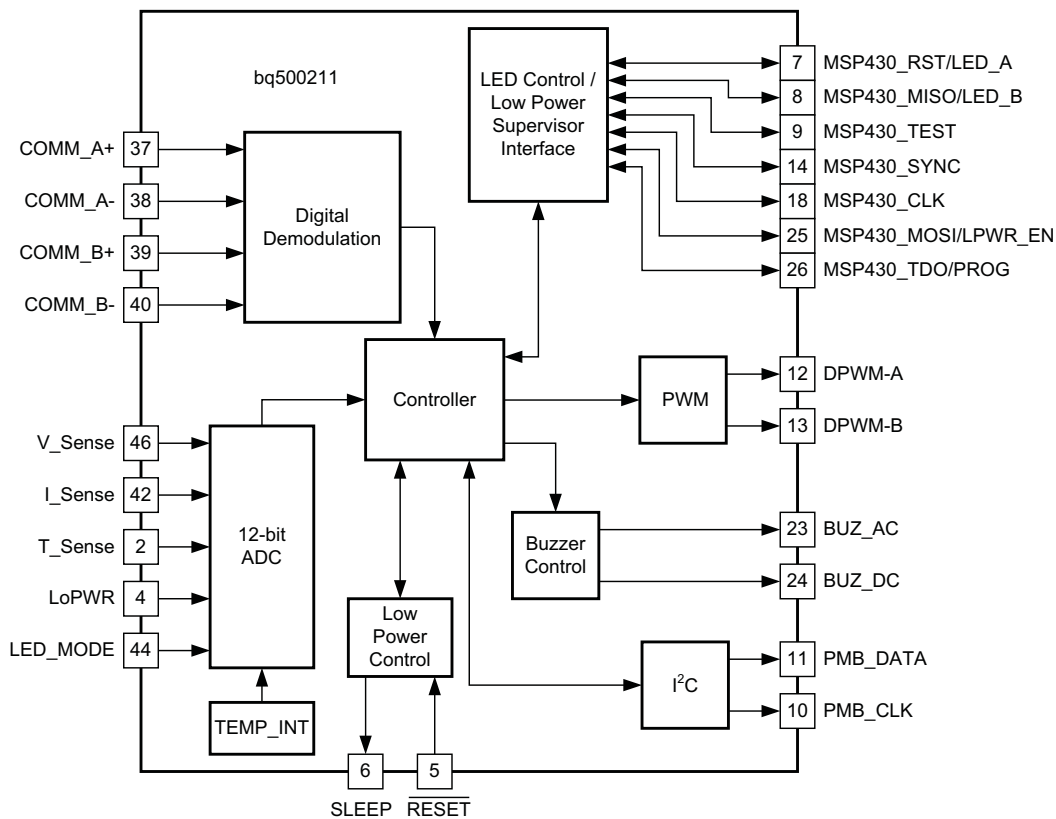 bq500211
LED Control /
Low Power
Supervisor
Interface
7 MSP430_RST/LED_A
8 MSP430_MISO/LED_B
9 MSP430_TEST
14 MSP430_SYNC
18 MSP430_CLK
25 MSP430_MOSI/LPWR_EN
26 MSP430_TDO/PROG
COMM_A+ 37
COMM_A- 38
COMM_B+ 39
COMM_B- 40
Digital
Demodulation
Controller
PWM
12 DPWM-A
13 DPWM-B
V_Sense 46
I_Sense 42
T_Sense 2
LoPWR 4
LED_MODE 44
12-bit
ADC
Buzzer
Control
23 BUZ_AC
24 BUZ_DC
Low
Power
Control
I²C
11 PMB_DATA
10 PMB_CLK
TEMP_INT
6 5
SLEEP RESET